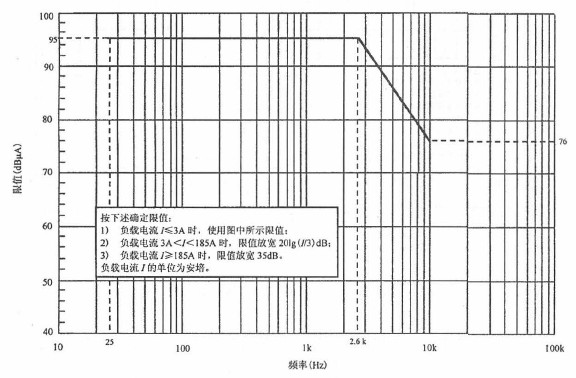 100
95
90
80
76
70
60
50
40
限值(dBμA)
按下述确定限值:
1) 负载电流 I≤3A 时，使用图中所示限值;
2) 负载电流 3A<I<185A 时，限值放宽 20lg (I/3) dB;
3) 负载电流 I≥185A 时，限值放宽 35dB。
负载电流 I 的单位为安培。
10
25
100
1k
2.6 k
10k
100k
频率(Hz)